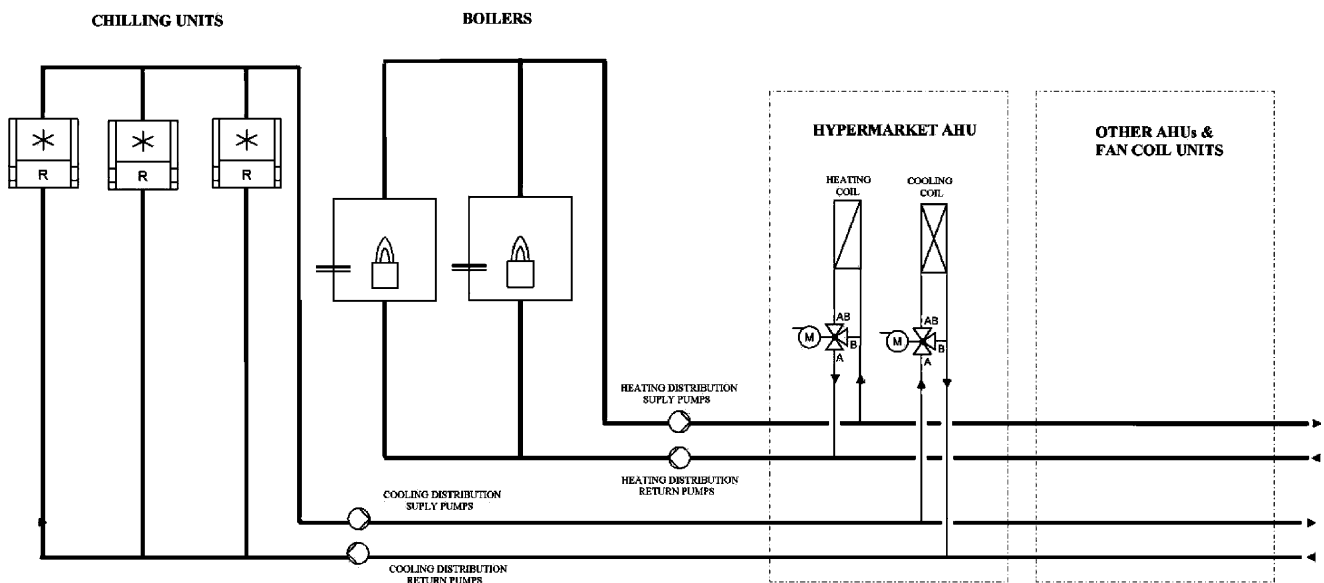 CHILLING UNITS
BOILERS
HYPERMARKET AHU
OTHER AHUs &
FAN COIL UNITS
HEATING
COIL
COOLING
COIL
R
R
R
M
AB
B
A
M
AB
B
A
HEATING DISTRIBUTION
SUPLY PUMPS
HEATING DISTRIBUTION
RETURN PUMPS
COOLING DISTRIBUTION
SUPLY PUMPS
COOLING DISTRIBUTION
RETURN PUMPS